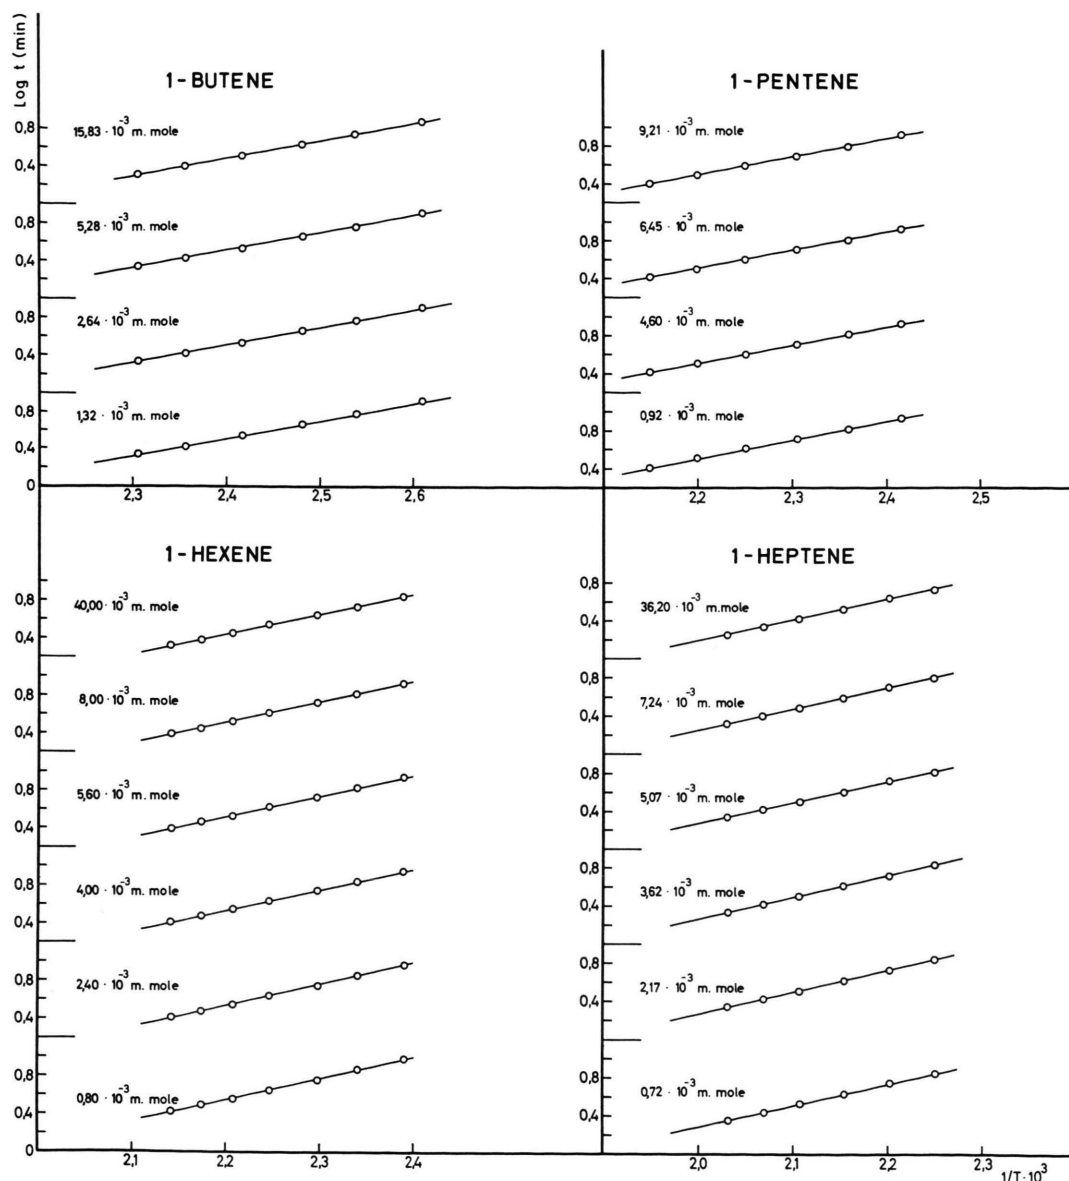 Log t (min)
1-BUTENE
0,8
0,4
15,83 · 10⁻³ m. mole
0,8
0,4
5,28 · 10⁻³ m. mole
0,8
0,4
2,64 · 10⁻³ m. mole
0,8
0,4
0
1,32 · 10⁻³ m. mole
2,3 2,4 2,5 2,6
1-PENTENE
0,8
0,4
9,21 · 10⁻³ m. mole
0,8
0,4
6,45 · 10⁻³ m. mole
0,8
0,4
4,60 · 10⁻³ m. mole
0,8
0,4
0,92 · 10⁻³ m. mole
2,2 2,3 2,4 2,5
1-HEXENE
0,8
0,4
40,00 · 10⁻³ m. mole
0,8
0,4
8,00 · 10⁻³ m. mole
0,8
0,4
5,60 · 10⁻³ m. mole
0,8
0,4
4,00 · 10⁻³ m. mole
0,8
0,4
2,40 · 10⁻³ m. mole
0,8
0,4
0
0,80 · 10⁻³ m. mole
2,1 2,2 2,3 2,4
1-HEPTENE
0,8
0,4
36,20 · 10⁻³ m.mole
0,8
0,4
7,24 · 10⁻³ m. mole
0,8
0,4
5,07 · 10⁻³ m. mole
0,8
0,4
3,62 · 10⁻³ m. mole
0,8
0,4
2,17 · 10⁻³ m. mole
0,8
0,4
0,72 · 10⁻³ m. mole
2,0 2,1 2,2 2,3
1/T·10³